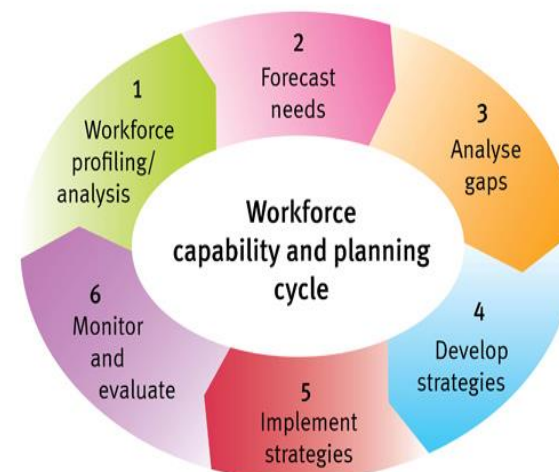 1
Workforce
profiling/
analysis
2
Forecast
needs
3
Analyse
gaps
4
Develop
strategies
5
Implement
strategies
6
Monitor
and
evaluate
Workforce
capability and planning
cycle